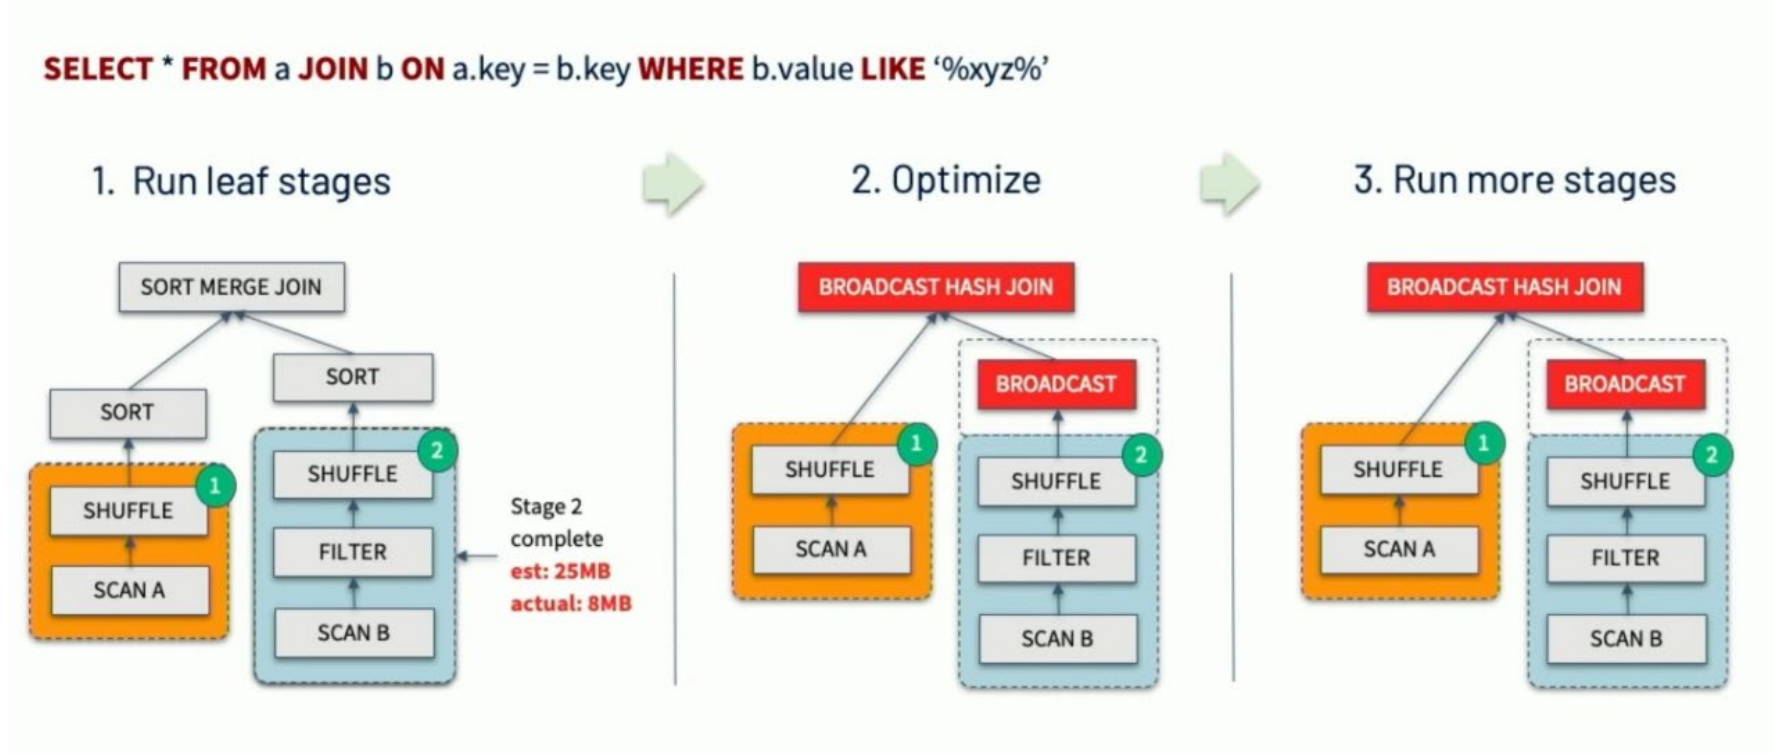 SELECT * FROM a JOIN b ON a.key = b.key WHERE b.value LIKE ‘%xyz%’
1. Run leaf stages
SORT MERGE JOIN
SORT
SORT
1
SHUFFLE
SCAN A
2
SHUFFLE
FILTER
SCAN B
Stage 2
complete
est: 25MB
actual: 8MB
2. Optimize
BROADCAST HASH JOIN
BROADCAST
1
SHUFFLE
SCAN A
2
SHUFFLE
FILTER
SCAN B
3. Run more stages
BROADCAST HASH JOIN
BROADCAST
1
SHUFFLE
SCAN A
2
SHUFFLE
FILTER
SCAN B